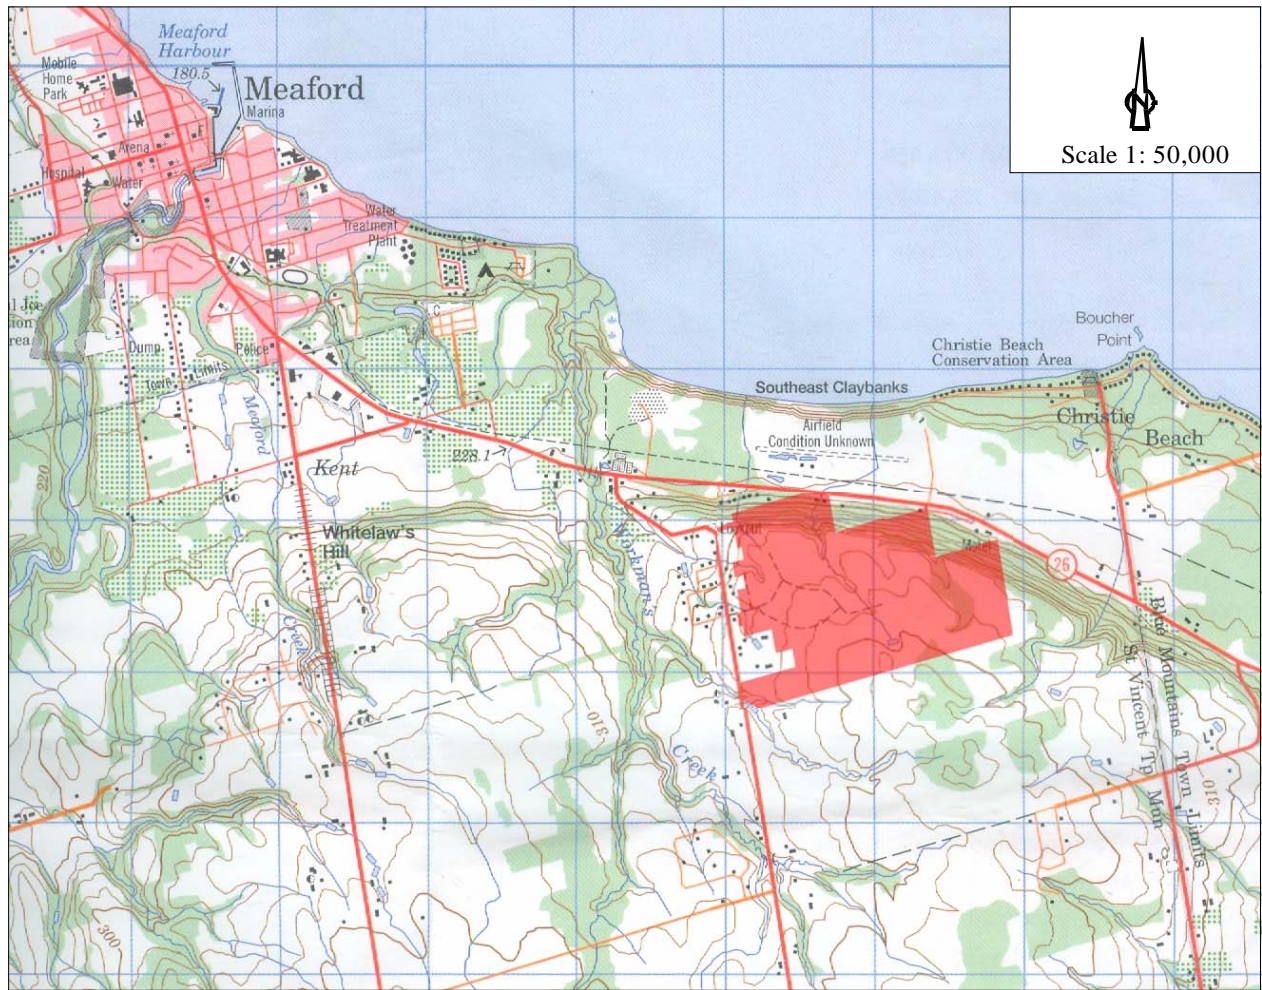 Meaford
Harbour
180.5
Meaford
Marina
Mobile
Home
Park
Arena
Hospital
Water
Scale 1: 50,000
Water
Treatment
Plant
C
Dump
Police
Town Limits
Meaford
220
Kent
228.1
Whitelaw's
Hill
Creek
Boucher
Point
Christie Beach
Conservation Area
Southeast Claybanks
Christie
Beach
Airfield
Condition Unknown
Lookout
Motel
26
Workman's
Creek
310
Blue Mountains Town Limits
St Vincent Tp Mun
310
300